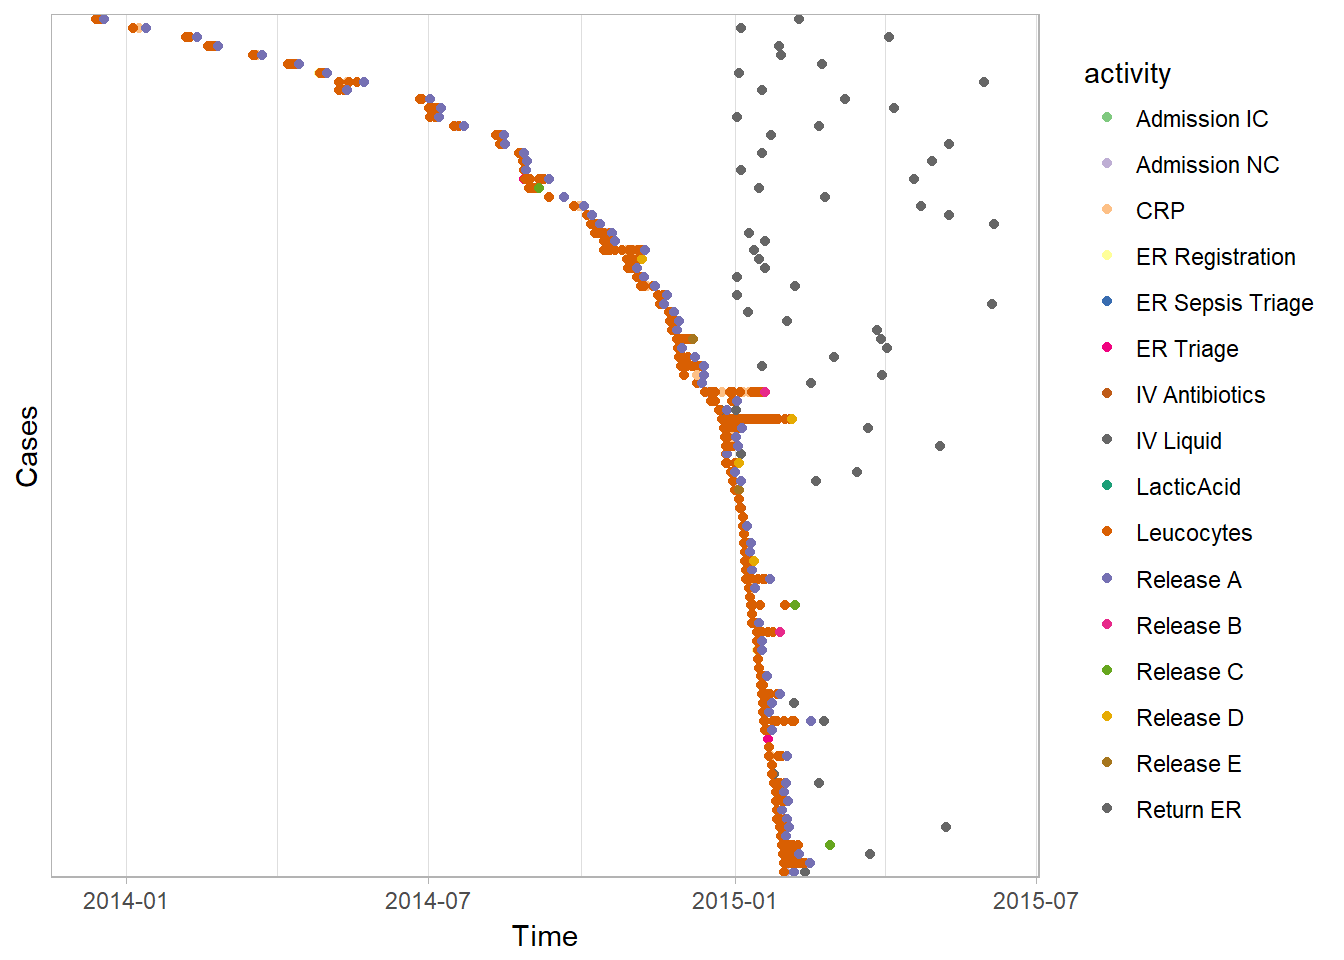 activity
Admission IC
Admission NC
CRP
ER Registration
ER Sepsis Triage
ER Triage
IV Antibiotics
IV Liquid
LacticAcid
Leucocytes
Release A
Release B
Release C
Release D
Release E
Return ER
Cases
2014-01
2014-07
2015-01
2015-07
Time